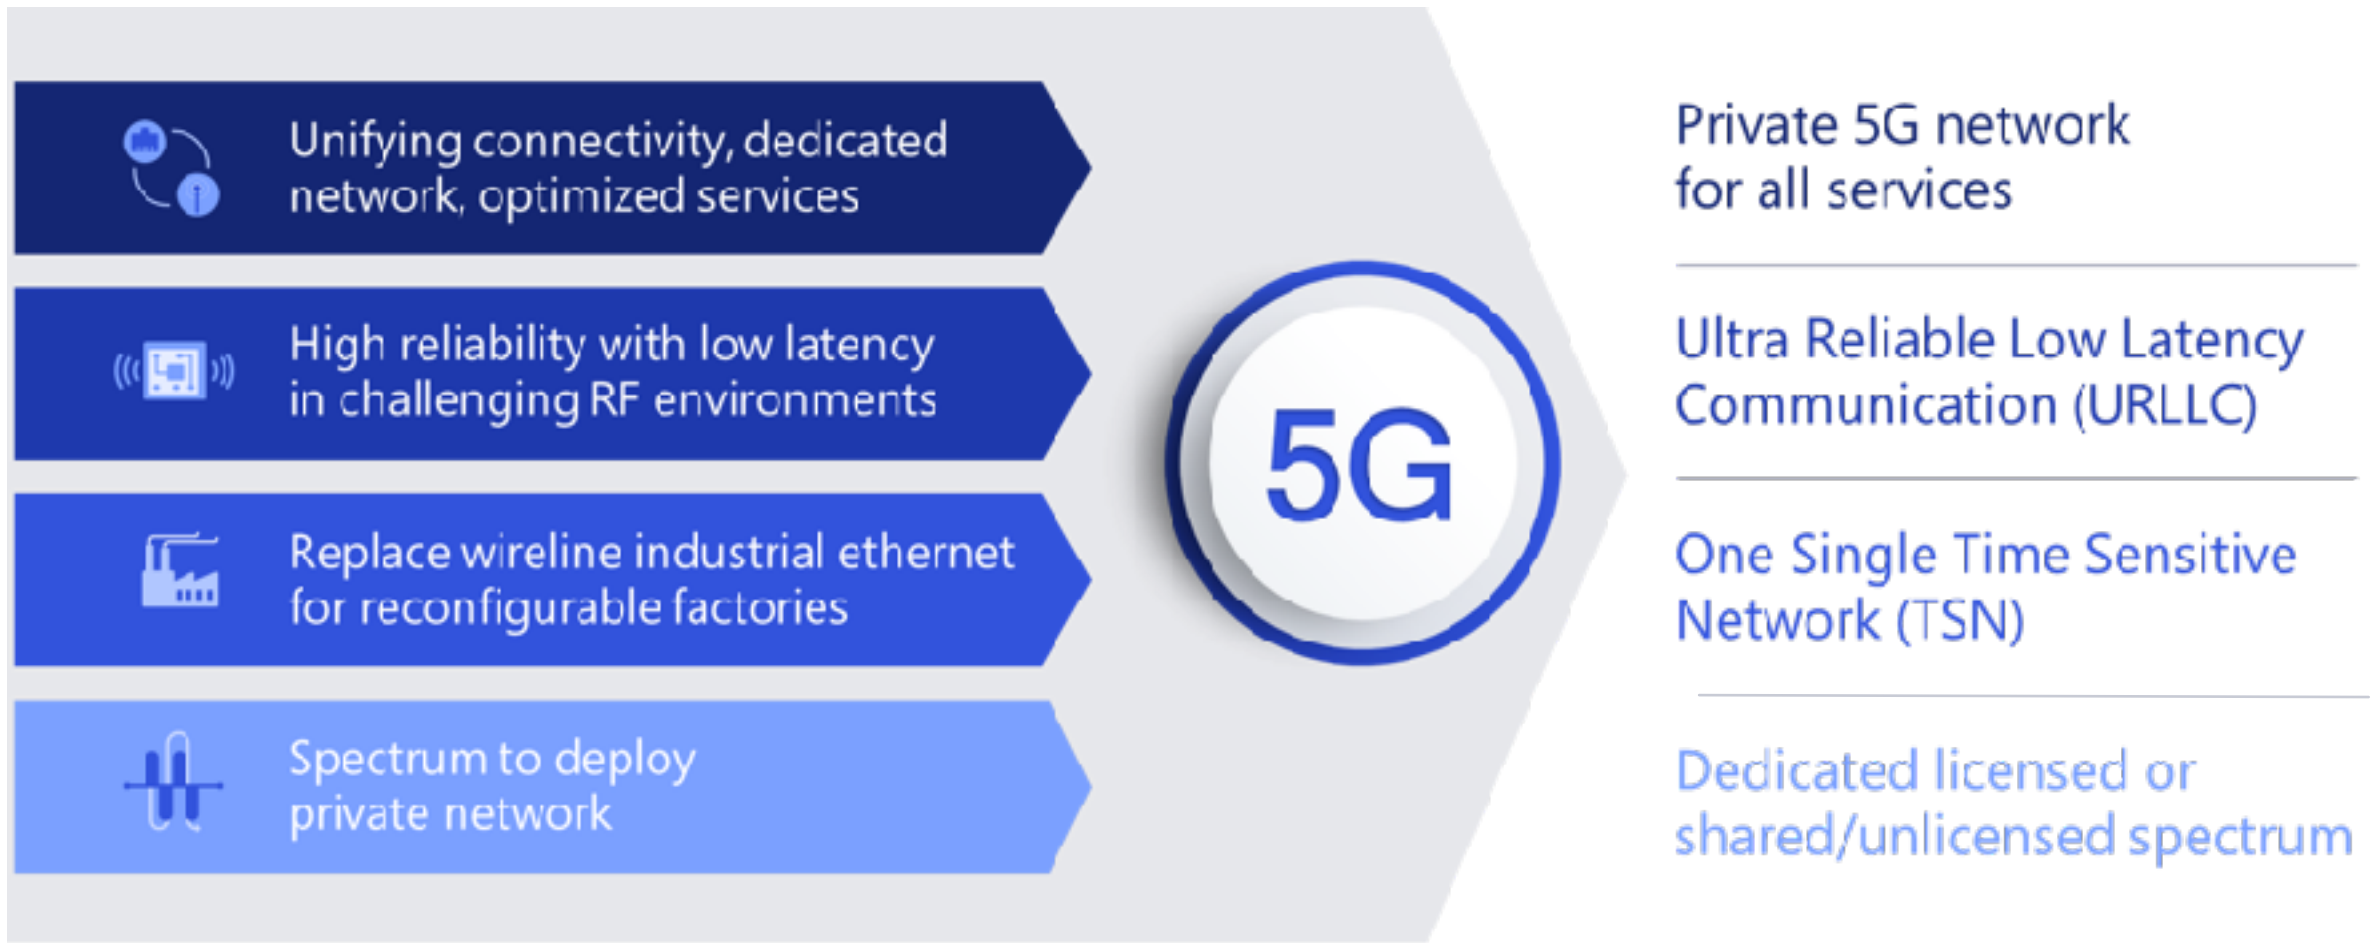 Unifying connectivity, dedicated
network, optimized services
High reliability with low latency
in challenging RF environments
Replace wireline industrial ethernet
for reconfigurable factories
Spectrum to deploy
private network
5G
Private 5G network
for all services
Ultra Reliable Low Latency
Communication (URLLC)
One Single Time Sensitive
Network (TSN)
Dedicated licensed or
shared/unlicensed spectrum